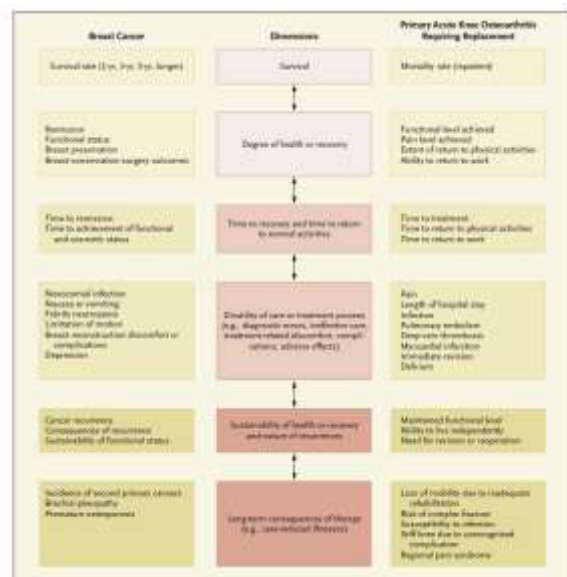 Breast Cancer
Dimensions
Primary Acute Knee Osteoarthritis
Requiring Replacement
Survival rate (1-yr, 3-yr, 5-yr, longer)
Survival
Mortality rate (inpatient)
Remission
Functional status
Breast preservation
Breast-conservation surgery outcomes
Degree of health or recovery
Functional level achieved
Pain level achieved
Extent of return to physical activities
Ability to return to work
Time to remission
Time to achievement of functional
and cosmetic status
Time to recovery and time to return
to normal activities
Time to treatment
Time to return to physical activities
Time to return to work
Nosocomial infection
Nausea or vomiting
Febrile neutropenia
Limitation of motion
Breast reconstruction discomfort or
complications
Depression
Disutility of care or treatment process
(e.g., diagnostic errors, ineffective care,
treatment-related discomfort, compli-
cations, adverse effects)
Pain
Length of hospital stay
Infection
Pulmonary embolism
Deep-vein thrombosis
Myocardial infarction
Immediate revision
Delirium
Cancer recurrence
Consequences of recurrence
Sustainability of functional status
Sustainability of health or recovery
and nature of recurrences
Maintained functional level
Ability to live independently
Need for revision or reoperation
Incidence of second primary cancers
Brachial plexopathy
Premature osteoporosis
Long-term consequences of therapy
(e.g., care-induced illnesses)
Loss of mobility due to inadequate
rehabilitation
Risk of complex fracture
Susceptibility to infection
Stiff knee due to unrecognized
complication
Regional pain syndrome